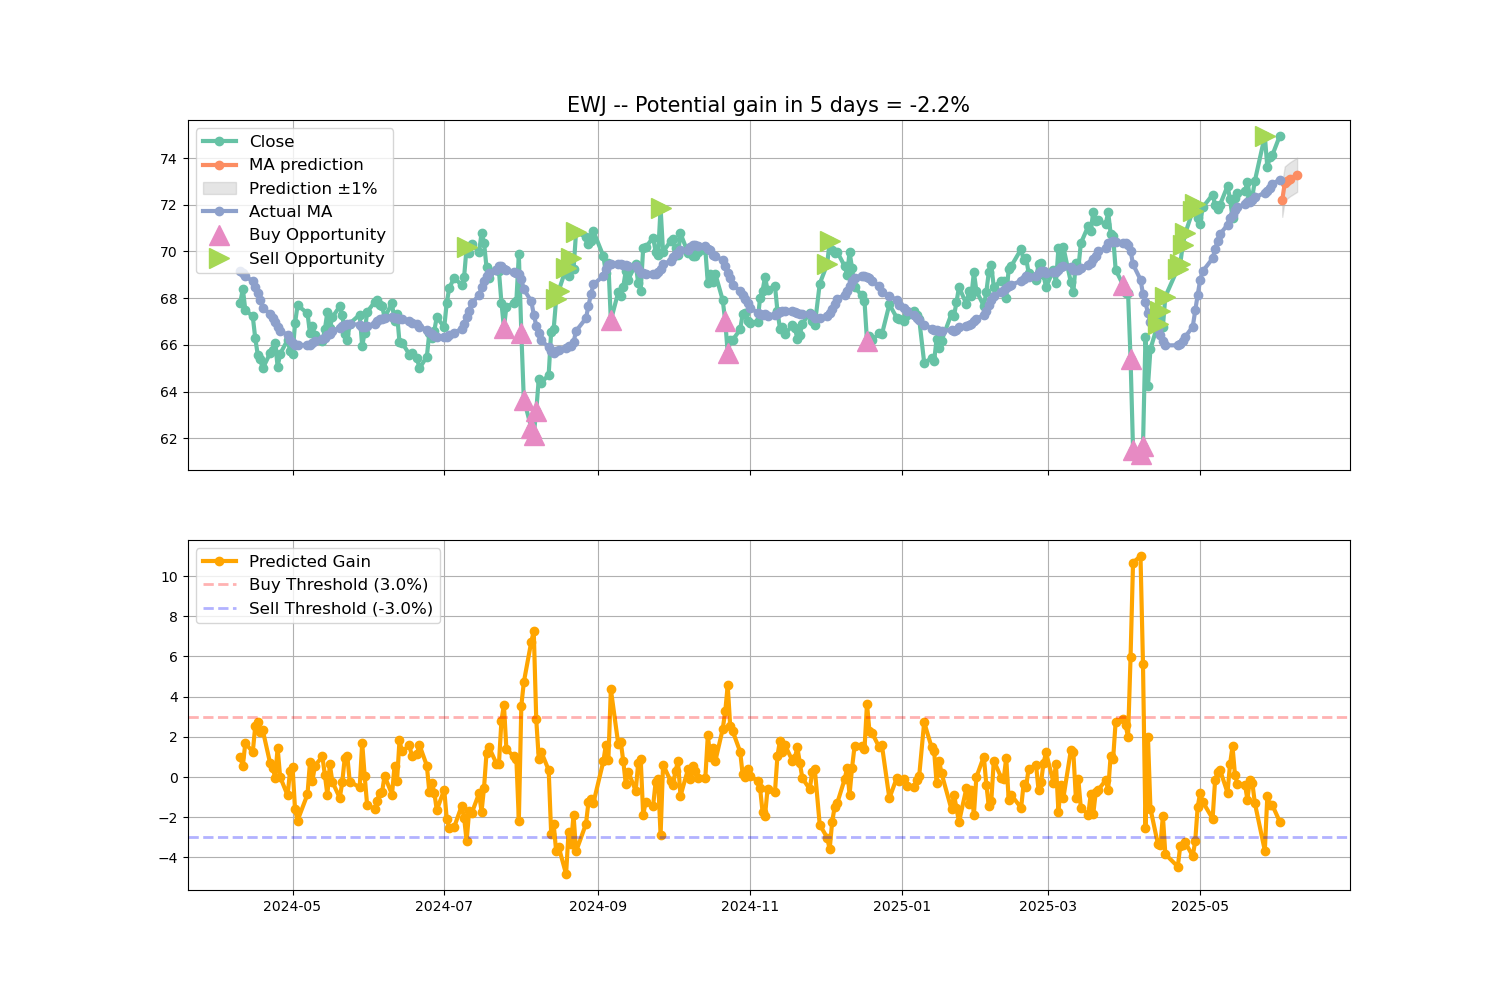 EWJ -- Potential gain in 5 days = -2.2%
Close
MA prediction
Prediction ±1%
Actual MA
Buy Opportunity
Sell Opportunity
74
72
70
68
66
64
62
Predicted Gain
Buy Threshold (3.0%)
Sell Threshold (-3.0%)
10
8
6
4
2
0
−2
−4
2024-05
2024-07
2024-09
2024-11
2025-01
2025-03
2025-05